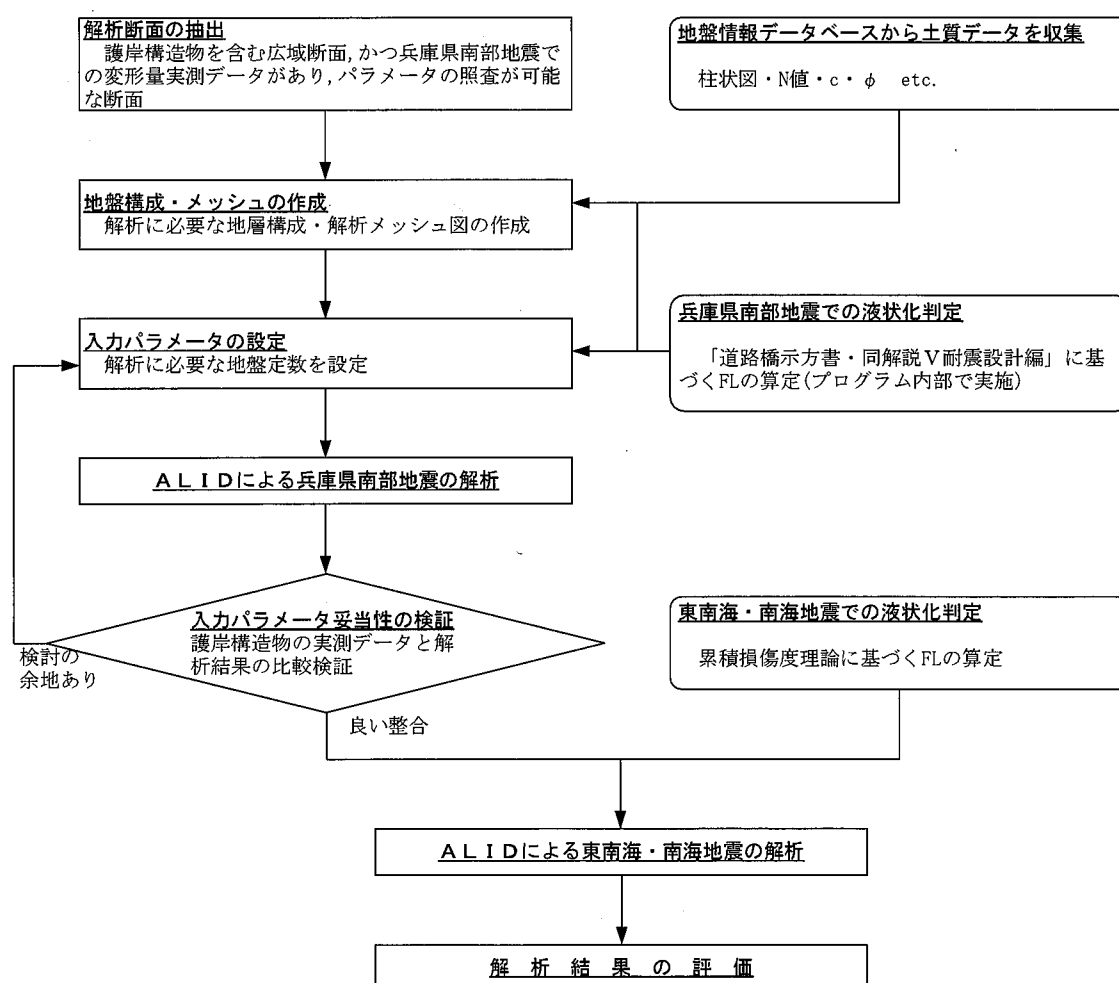 解析断面の抽出
護岸構造物を含む広域断面,かつ兵庫県南部地震で
の変形量実測データがあり,パラメータの照査が可能
な断面
地盤情報データベースから土質データを収集
柱状図・N値・c・φ etc.
地盤構成・メッシュの作成
解析に必要な地層構成・解析メッシュ図の作成
兵庫県南部地震での液状化判定
「道路橋示方書・同解説Ⅴ耐震設計編」に基
づくFLの算定(プログラム内部で実施)
入力パラメータの設定
解析に必要な地盤定数を設定
ALIDによる兵庫県南部地震の解析
入力パラメータ妥当性の検証
護岸構造物の実測データと解
析結果の比較検証
検討の
余地あり
良い整合
東南海・南海地震での液状化判定
累積損傷度理論に基づくFLの算定
ALIDによる東南海・南海地震の解析
解析結果の評価